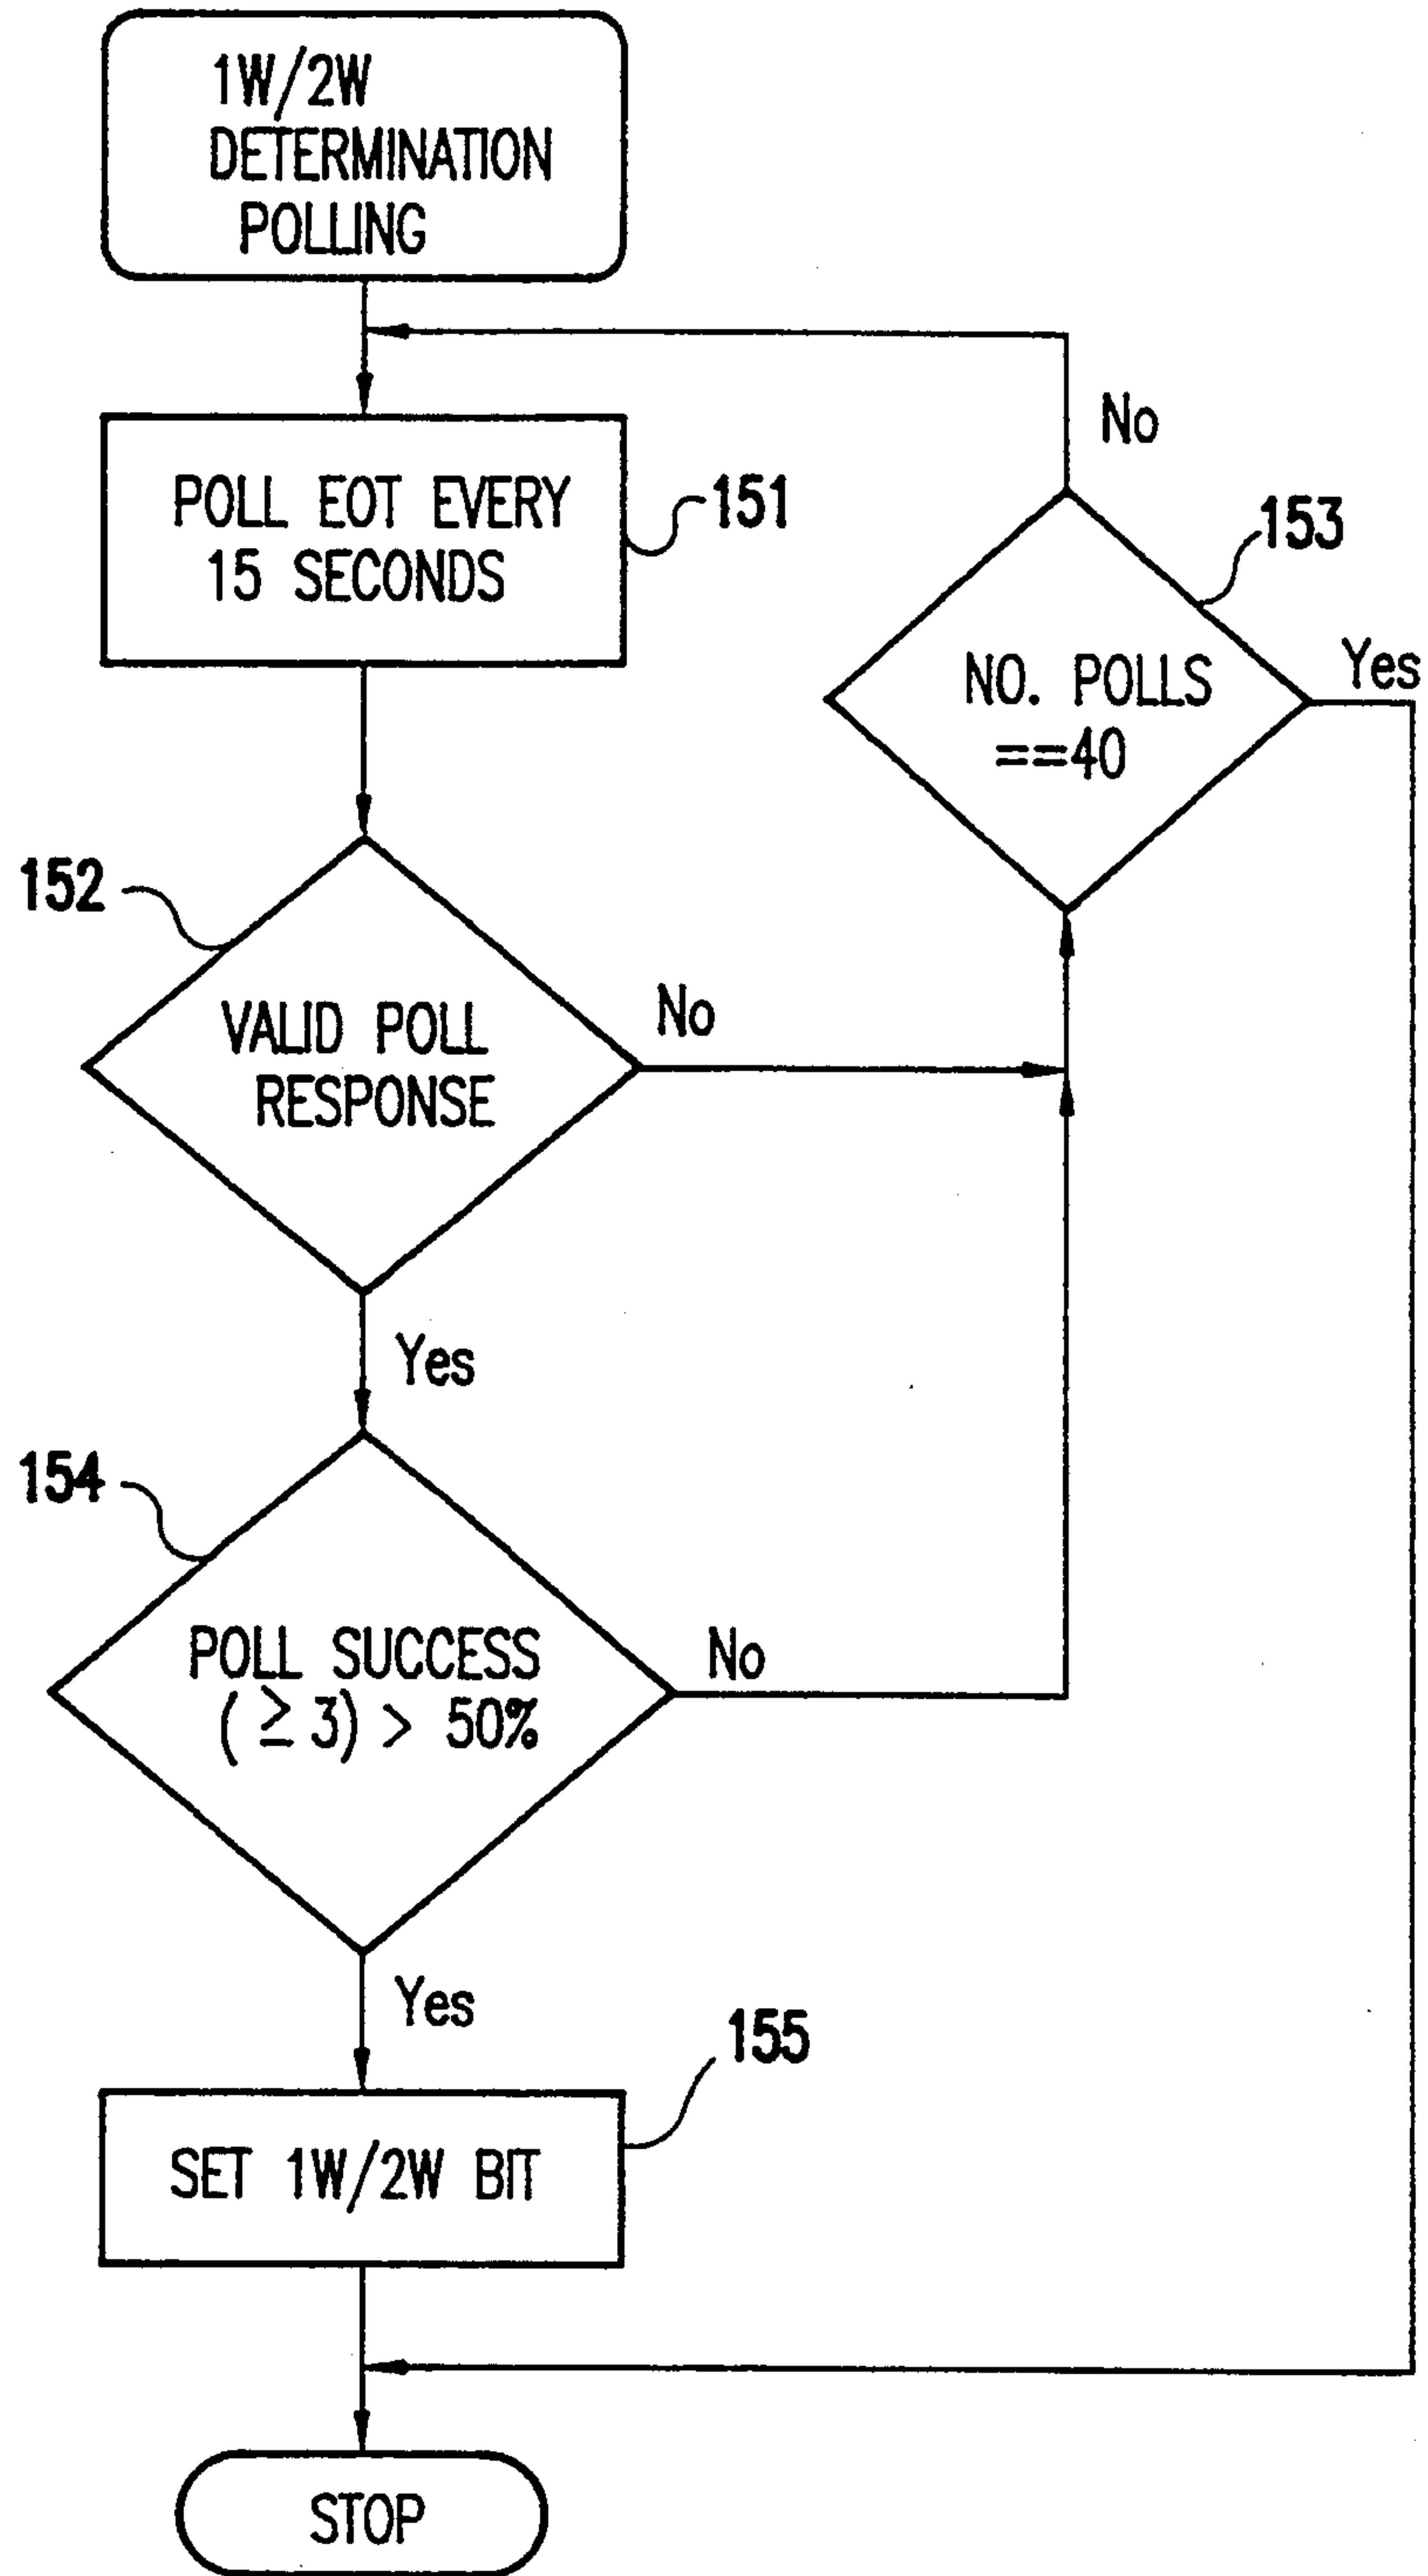 1W/2W
DETERMINATION
POLLING
No
POLL EOT EVERY
15 SECONDS
151
153
NO. POLLS
==40
Yes
152
VALID POLL
RESPONSE
No
Yes
154
POLL SUCCESS
(≥3) > 50%
No
Yes
155
SET 1W/2W BIT
STOP